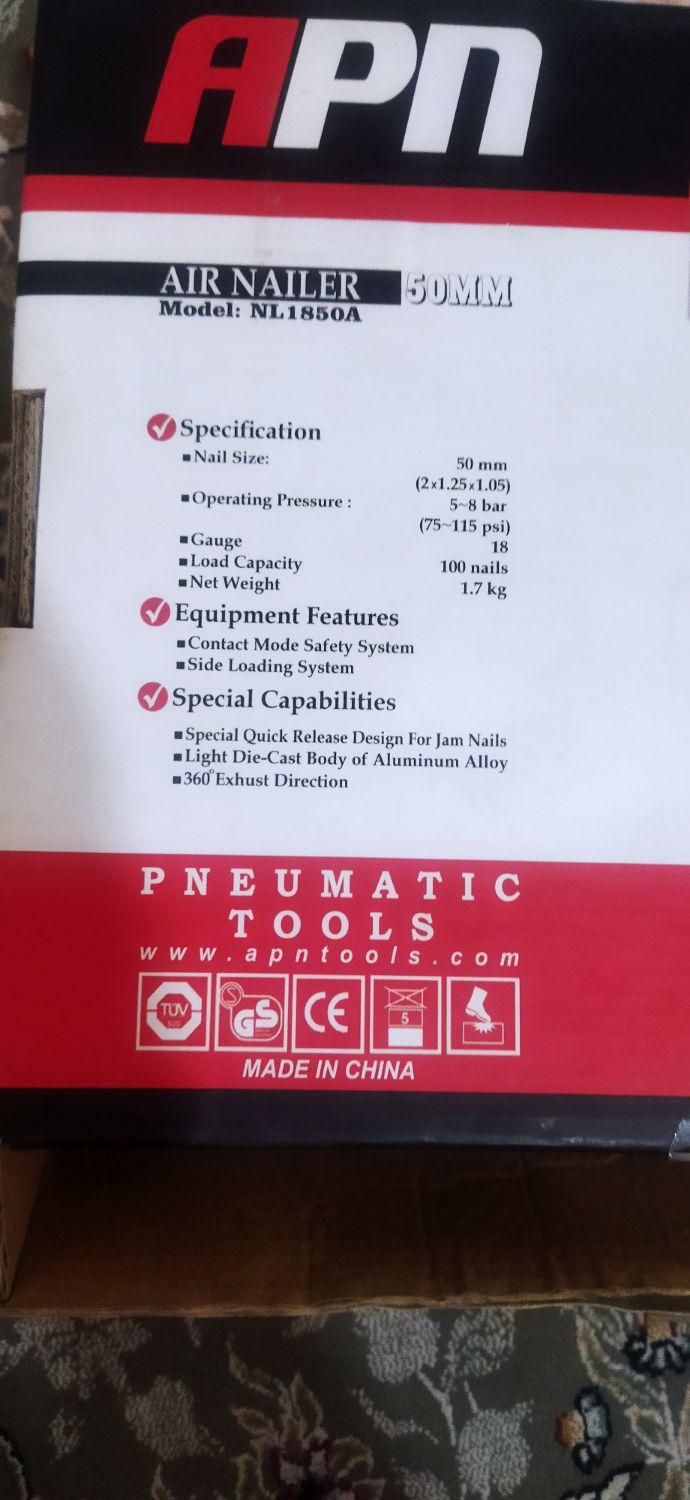 APN
AIR NAILER 50MM
Model: NL1850A
Specification
Nail Size: 50 mm
(2x1.25x1.05)
Operating Pressure : 5~8 bar
(75~115 psi)
Gauge 18
Load Capacity 100 nails
Net Weight 1.7 kg
Equipment Features
Contact Mode Safety System
Side Loading System
Special Capabilities
Special Quick Release Design For Jam Nails
Light Die-Cast Body of Aluminum Alloy
360° Exhust Direction
PNEUMATIC
TOOLS
www.apntools.com
TÜV GS CE 5
MADE IN CHINA